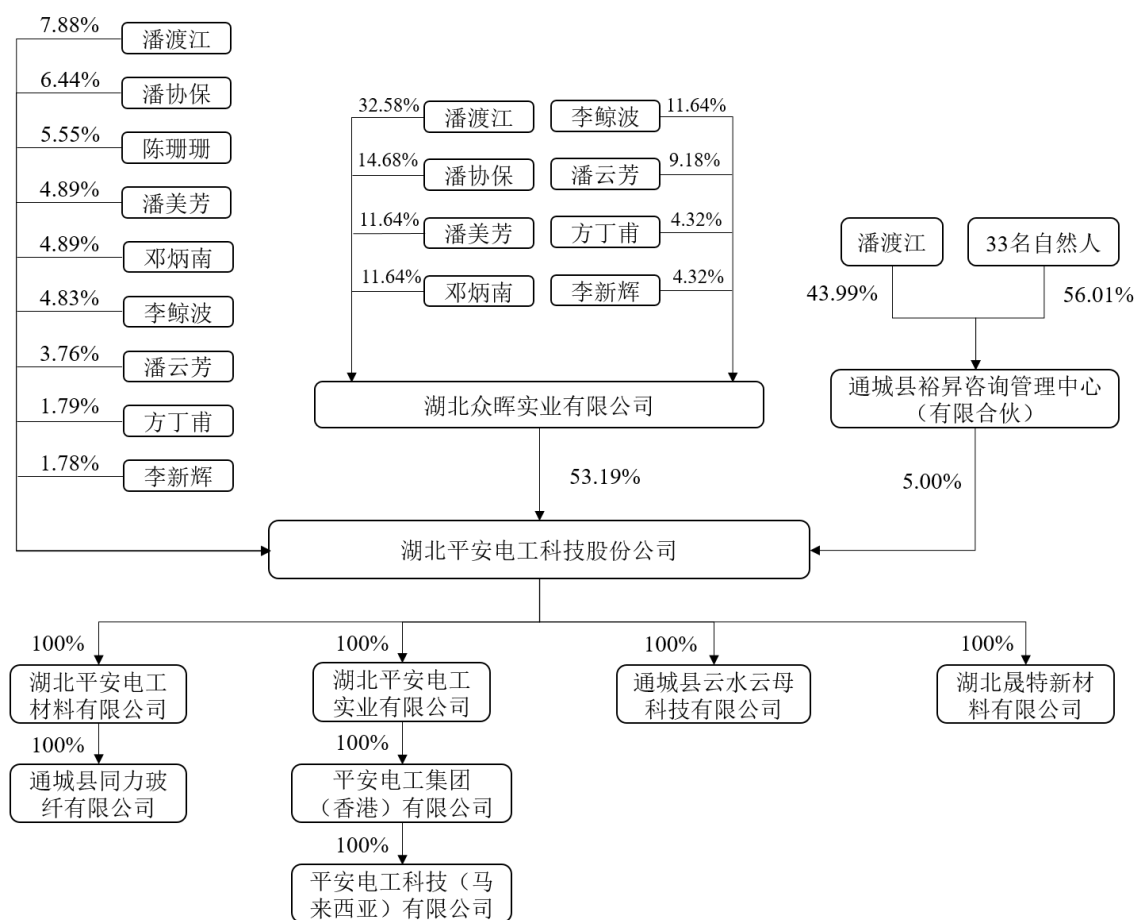 7.88%
潘渡江
6.44%
潘协保
5.55%
陈珊珊
4.89%
潘美芳
4.89%
邓炳南
4.83%
李鲸波
3.76%
潘云芳
1.79%
方丁甫
1.78%
李新辉
32.58%
潘渡江
李鲸波
11.64%
14.68%
潘协保
潘云芳
9.18%
11.64%
潘美芳
方丁甫
4.32%
11.64%
邓炳南
李新辉
4.32%
潘渡江
33名自然人
43.99%
56.01%
湖北众晖实业有限公司
通城县裕昇咨询管理中心
（有限合伙）
53.19%
5.00%
湖北平安电工科技股份公司
100%
100%
100%
100%
湖北平安电工
材料有限公司
湖北平安电工
实业有限公司
通城县云水云母
科技有限公司
湖北晟特新材
料有限公司
100%
100%
通城县同力玻
纤有限公司
平安电工集团
（香港）有限公司
100%
平安电工科技（马
来西亚）有限公司